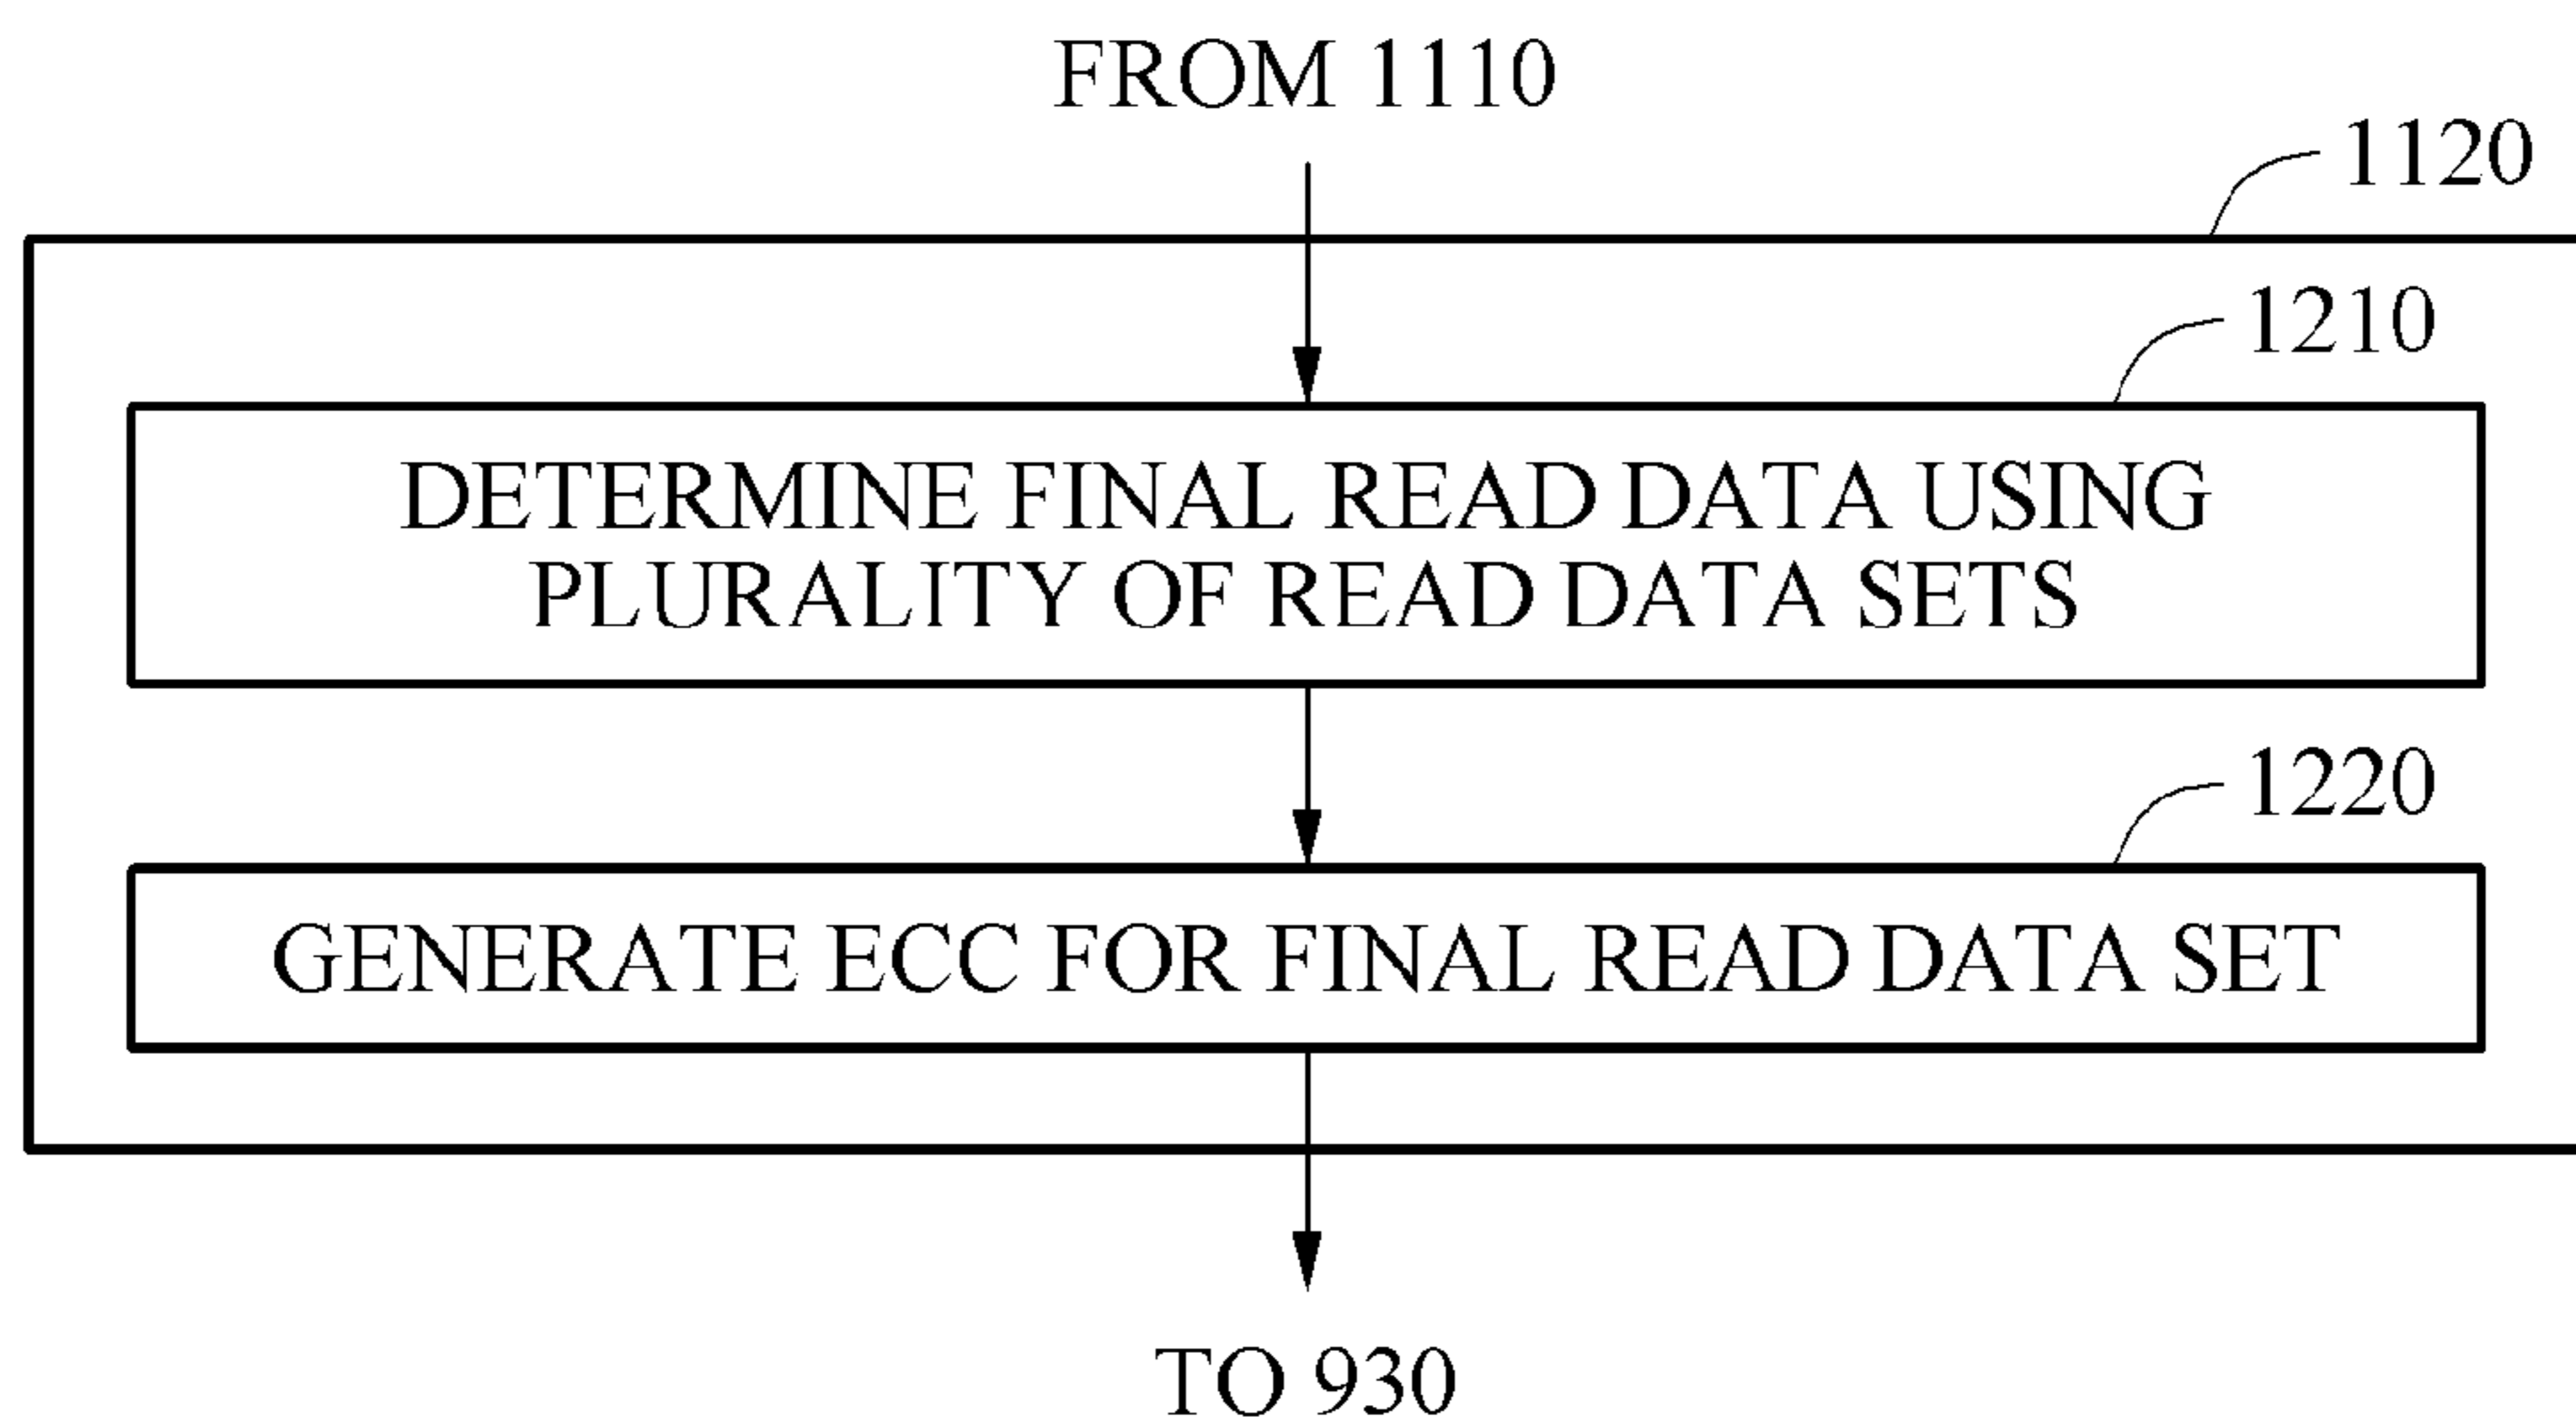 FROM 1110
1120
1210
DETERMINE FINAL READ DATA USING
PLURALITY OF READ DATA SETS
1220
GENERATE ECC FOR FINAL READ DATA SET
TO 930